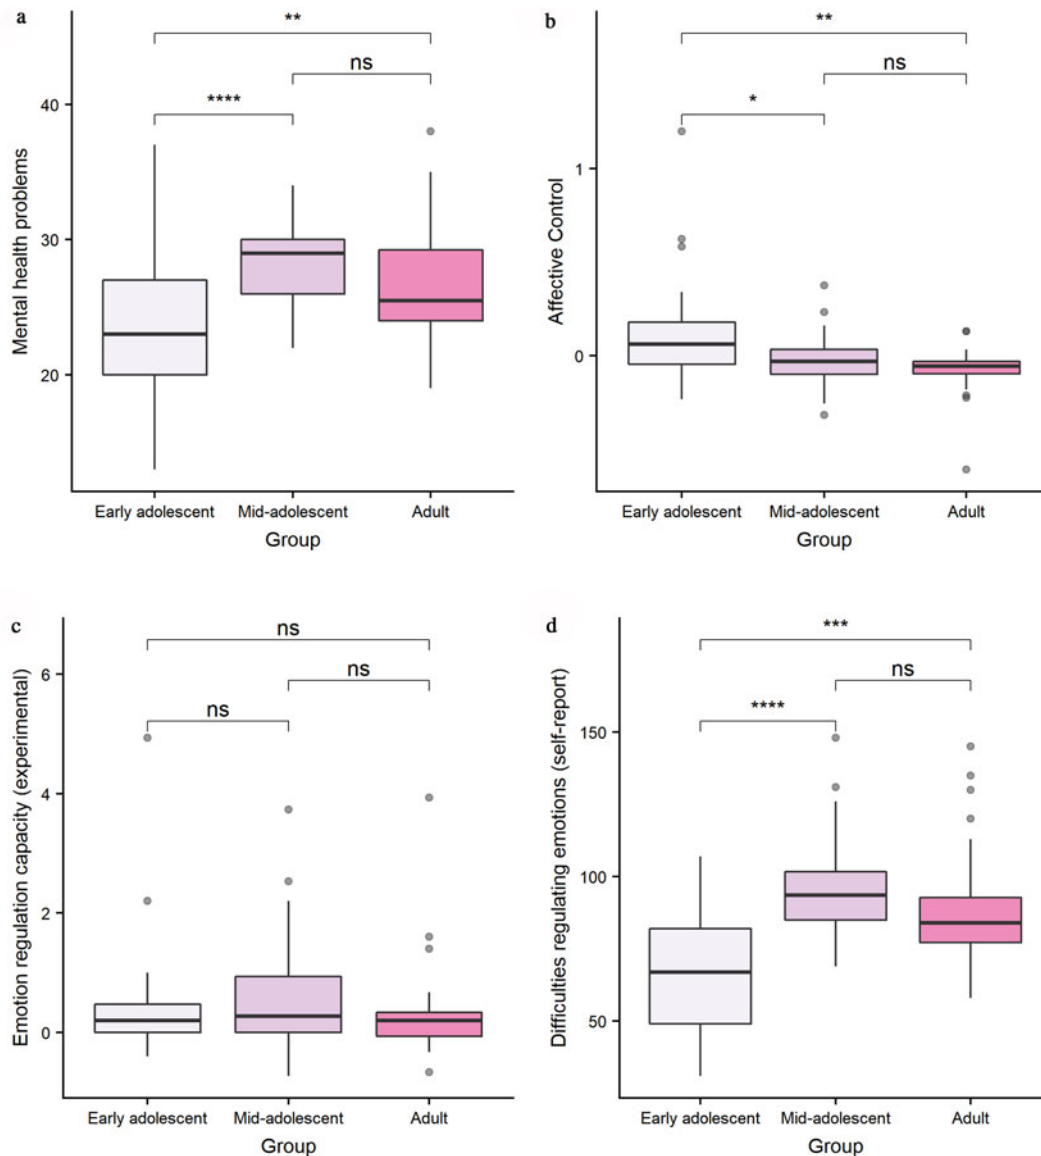 a
**
ns
****
Mental health problems
40
30
20
Early adolescent
Mid-adolescent
Adult
Group
b
**
ns
*
Affective Control
1
0
Early adolescent
Mid-adolescent
Adult
Group
c
ns
ns
ns
Emotion regulation capacity (experimental)
6
4
2
0
Early adolescent
Mid-adolescent
Adult
Group
d
***
ns
****
Difficulties regulating emotions (self-report)
150
100
50
Early adolescent
Mid-adolescent
Adult
Group